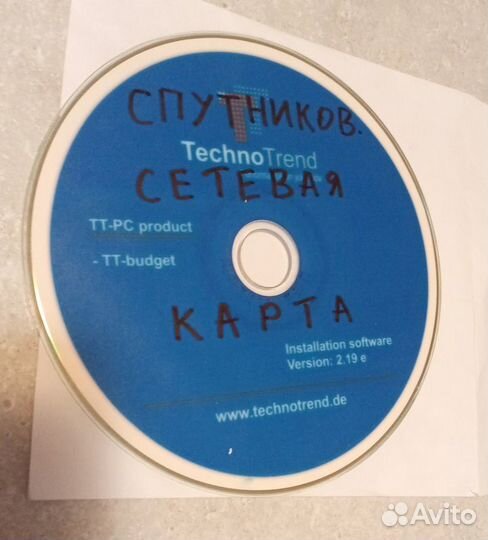 СПУТНИКОВ.
TechnoTrend
СЕТЕВАЯ
TT-PC product
- TT-budget
КАРТА
Installation software
Version: 2.19 e
www.technotrend.de
Avito